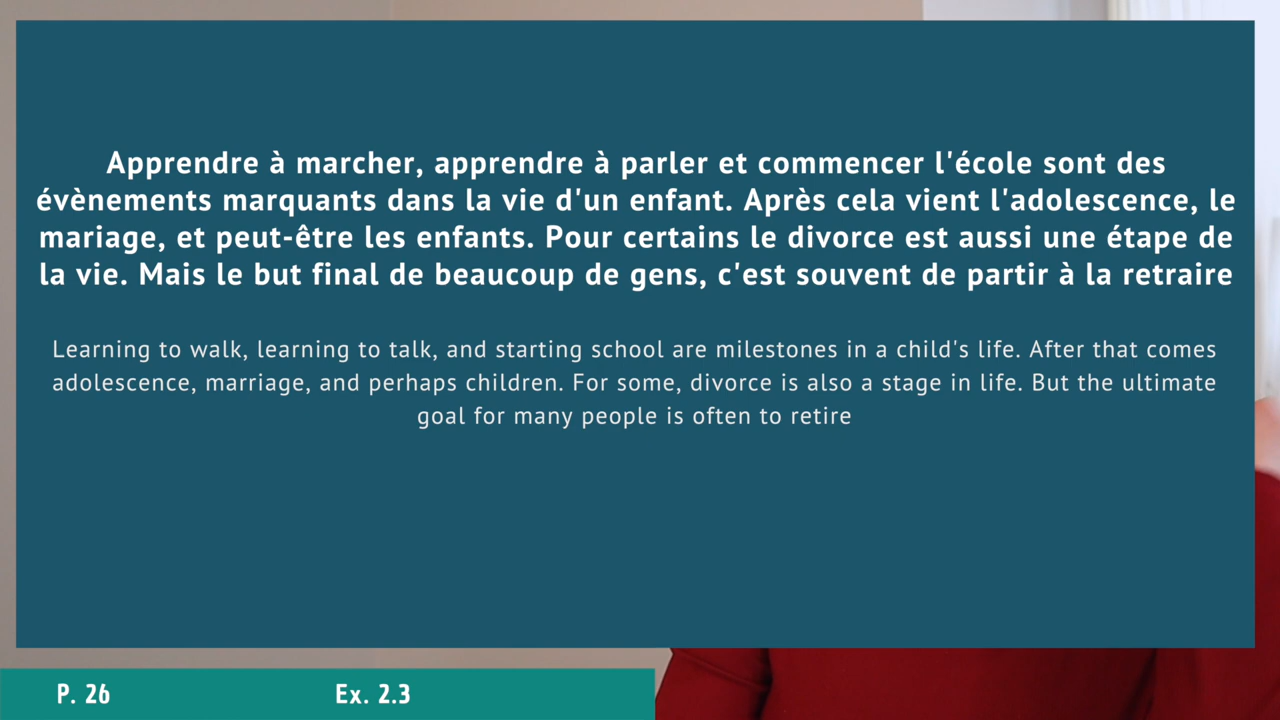 Apprendre à marcher, apprendre à parler et commencer l'école sont des
évènements marquants dans la vie d'un enfant. Après cela vient l'adolescence, le
mariage, et peut-être les enfants. Pour certains le divorce est aussi une étape de
la vie. Mais le but final de beaucoup de gens, c'est souvent de partir à la retraire
Learning to walk, learning to talk, and starting school are milestones in a child's life. After that comes
adolescence, marriage, and perhaps children. For some, divorce is also a stage in life. But the ultimate
goal for many people is often to retire
P. 26 Ex. 2.3